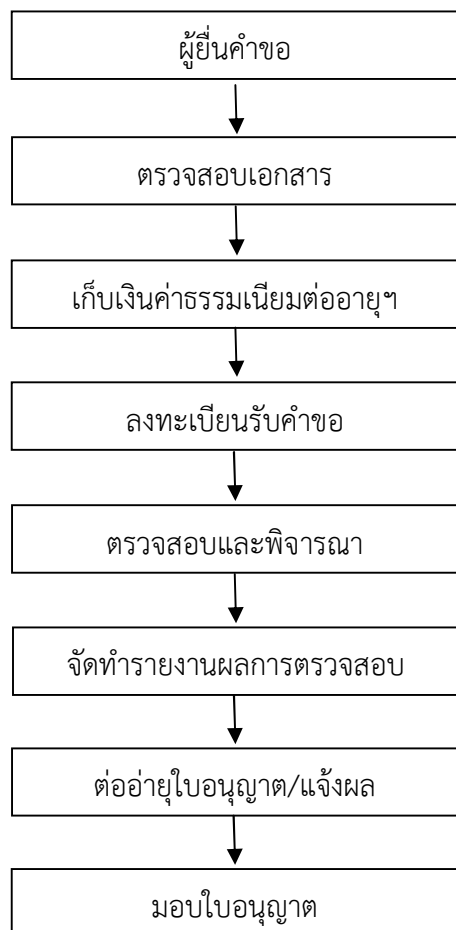 ผู้ยื่นคำขอ
ตรวจสอบเอกสาร
เก็บเงินค่าธรรมเนียมต่ออายุฯ
ลงทะเบียนรับคำขอ
ตรวจสอบและพิจารณา
จัดทำรายงานผลการตรวจสอบ
ต่ออ่ายุใบอนุญาต/แจ้งผล
มอบใบอนุญาต